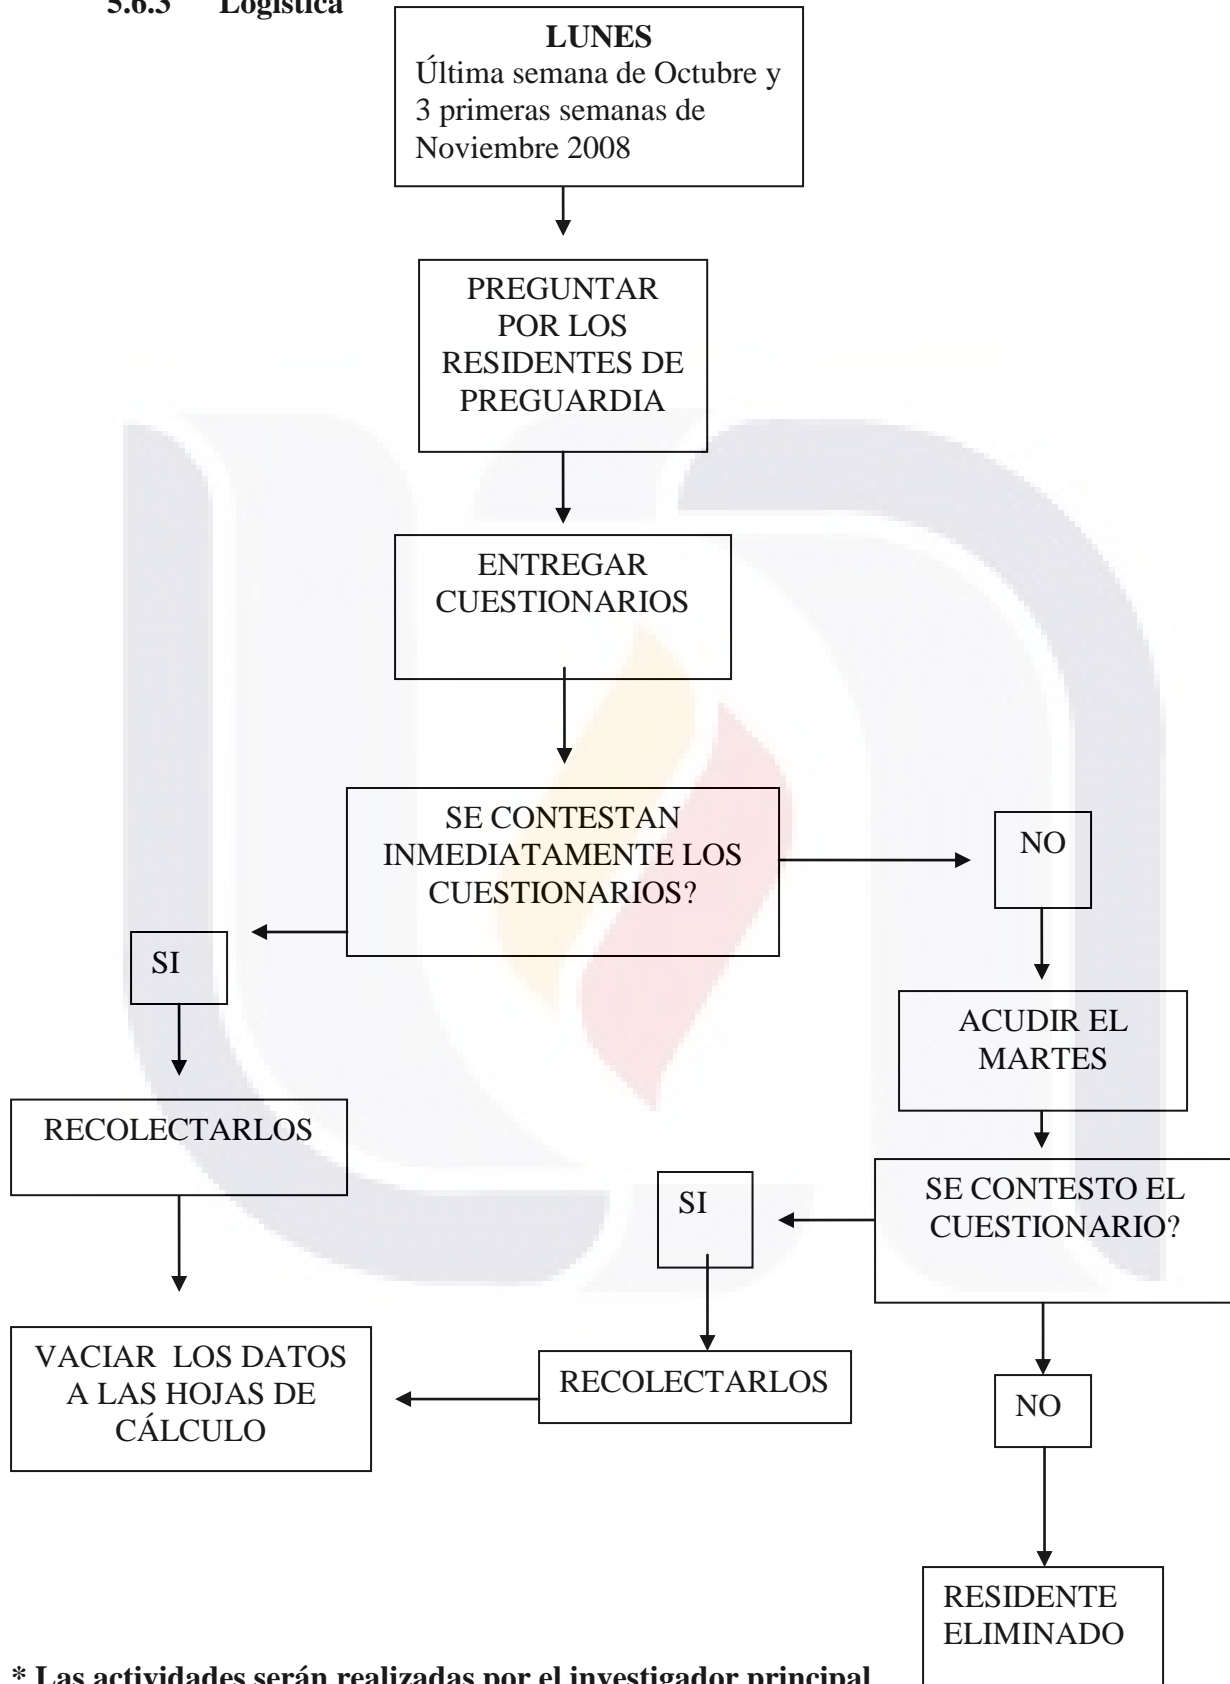 5.6.3 Logística
LUNES
Última semana de Octubre y
3 primeras semanas de
Noviembre 2008
PREGUNTAR
POR LOS
RESIDENTES DE
PREGUARDIA
ENTREGAR
CUESTIONARIOS
SE CONTESTAN
INMEDIATAMENTE LOS
CUESTIONARIOS?
NO
SI
ACUDIR EL
MARTES
RECOLECTARLOS
SE CONTESTO EL
CUESTIONARIO?
SI
VACIAR LOS DATOS
A LAS HOJAS DE
CÁLCULO
RECOLECTARLOS
NO
RESIDENTE
ELIMINADO
* Las actividades serán realizadas por el investigador principal